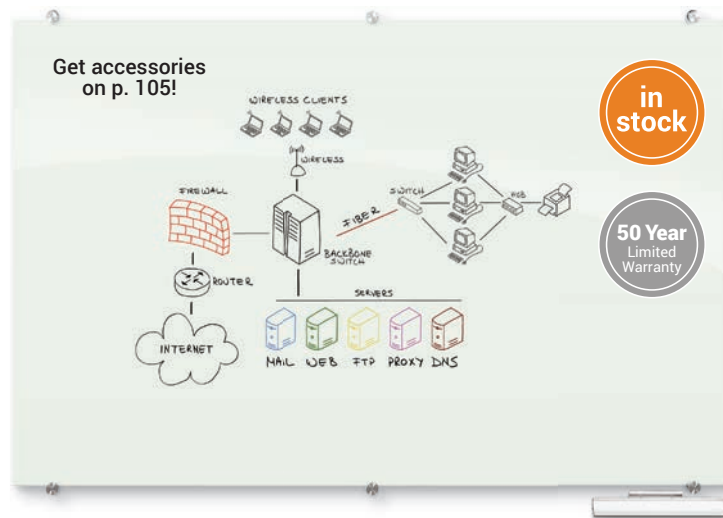 Get accessories
on p. 105!
in
stock
WIRELESS CLIENTS
WIRELESS
FIREWALL
SWITCH
HUB
FIBER
50 Year
Limited
Warranty
BACKBONE
SWITCH
ROUTER
SERVERS
INTERNET
MAIL WEB FTP PROXY DNS